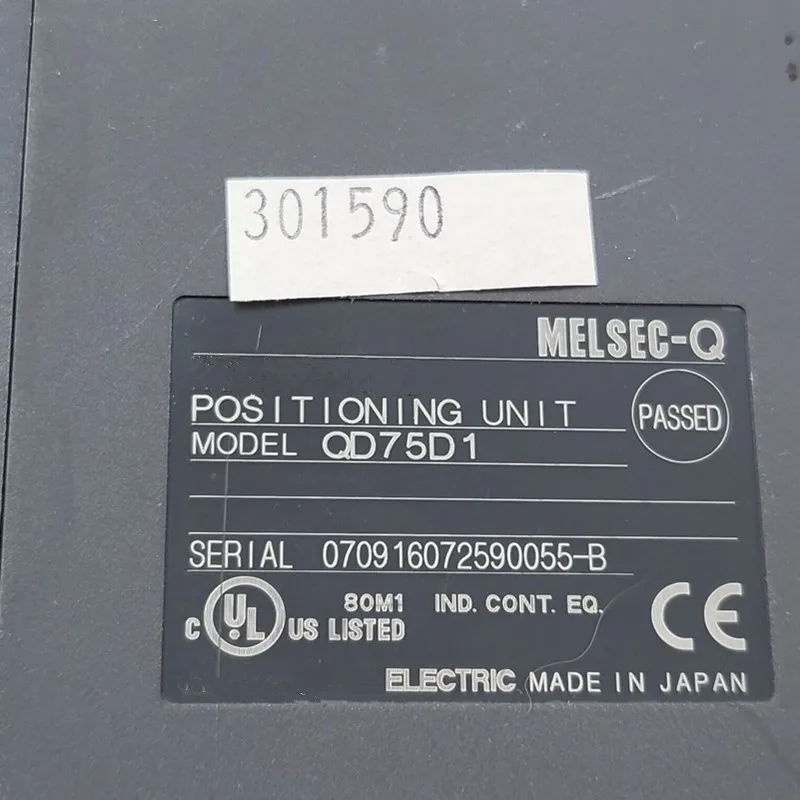 301590
MELSEC-Q
POSITIONING UNIT
PASSED
MODEL QD75D1
SERIAL 070916072590055-B
C UL US LISTED 80M1 IND. CONT. EQ.
CE
ELECTRIC MADE IN JAPAN